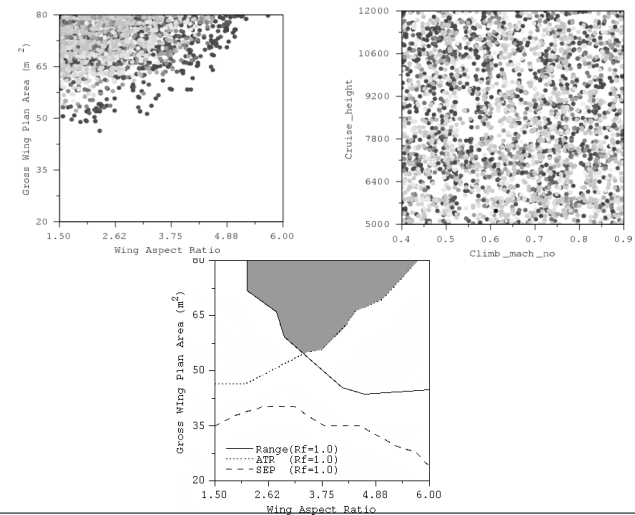 80
65
50
35
20
1.50 2.62 3.75 4.88 6.00
Wing Aspect Ratio
Gross Wing Plan Area (m 2)
12000
10600
9200
7800
6400
5000
0.4 0.5 0.6 0.7 0.8 0.9
Climb_mach_no
Cruise_height
80
65
50
35
20
Range(Rf=1.0)
ATR (Rf=1.0)
SEP (Rf=1.0)
1.50 2.62 3.75 4.88 6.00
Wing Aspect Ratio
Gross WIng Plan Area (m2)